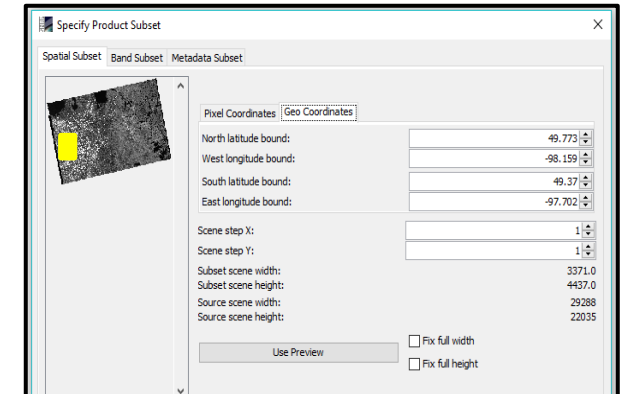 Specify Product Subset
Spatial Subset Band Subset Metadata Subset
Pixel Coordinates Geo Coordinates
North latitude bound: 49.773
West longitude bound: -98.159
South latitude bound: 49.37
East longitude bound: -97.702
Scene step X: 1
Scene step Y: 1
Subset scene width: 3371.0
Subset scene height: 4437.0
Source scene width: 29288
Source scene height: 22035
Use Preview
Fix full width
Fix full height